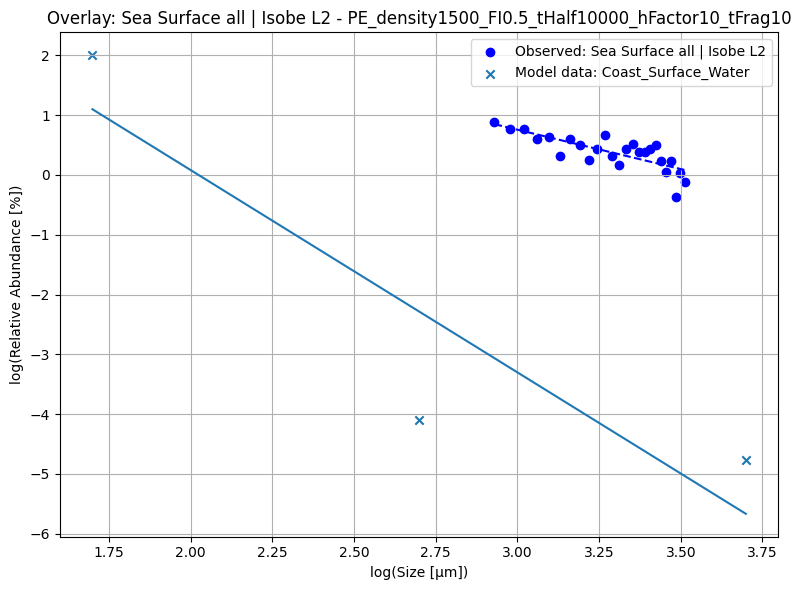 Overlay: Sea Surface all | Isobe L2 - PE_density1500_FI0.5_tHalf10000_hFactor10_tFrag10
Observed: Sea Surface all | Isobe L2
Model data: Coast_Surface_Water
log(Relative Abundance [%])
2
1
0
−1
−2
−3
−4
−5
−6
1.75 2.00 2.25 2.50 2.75 3.00 3.25 3.50 3.75
log(Size [μm])